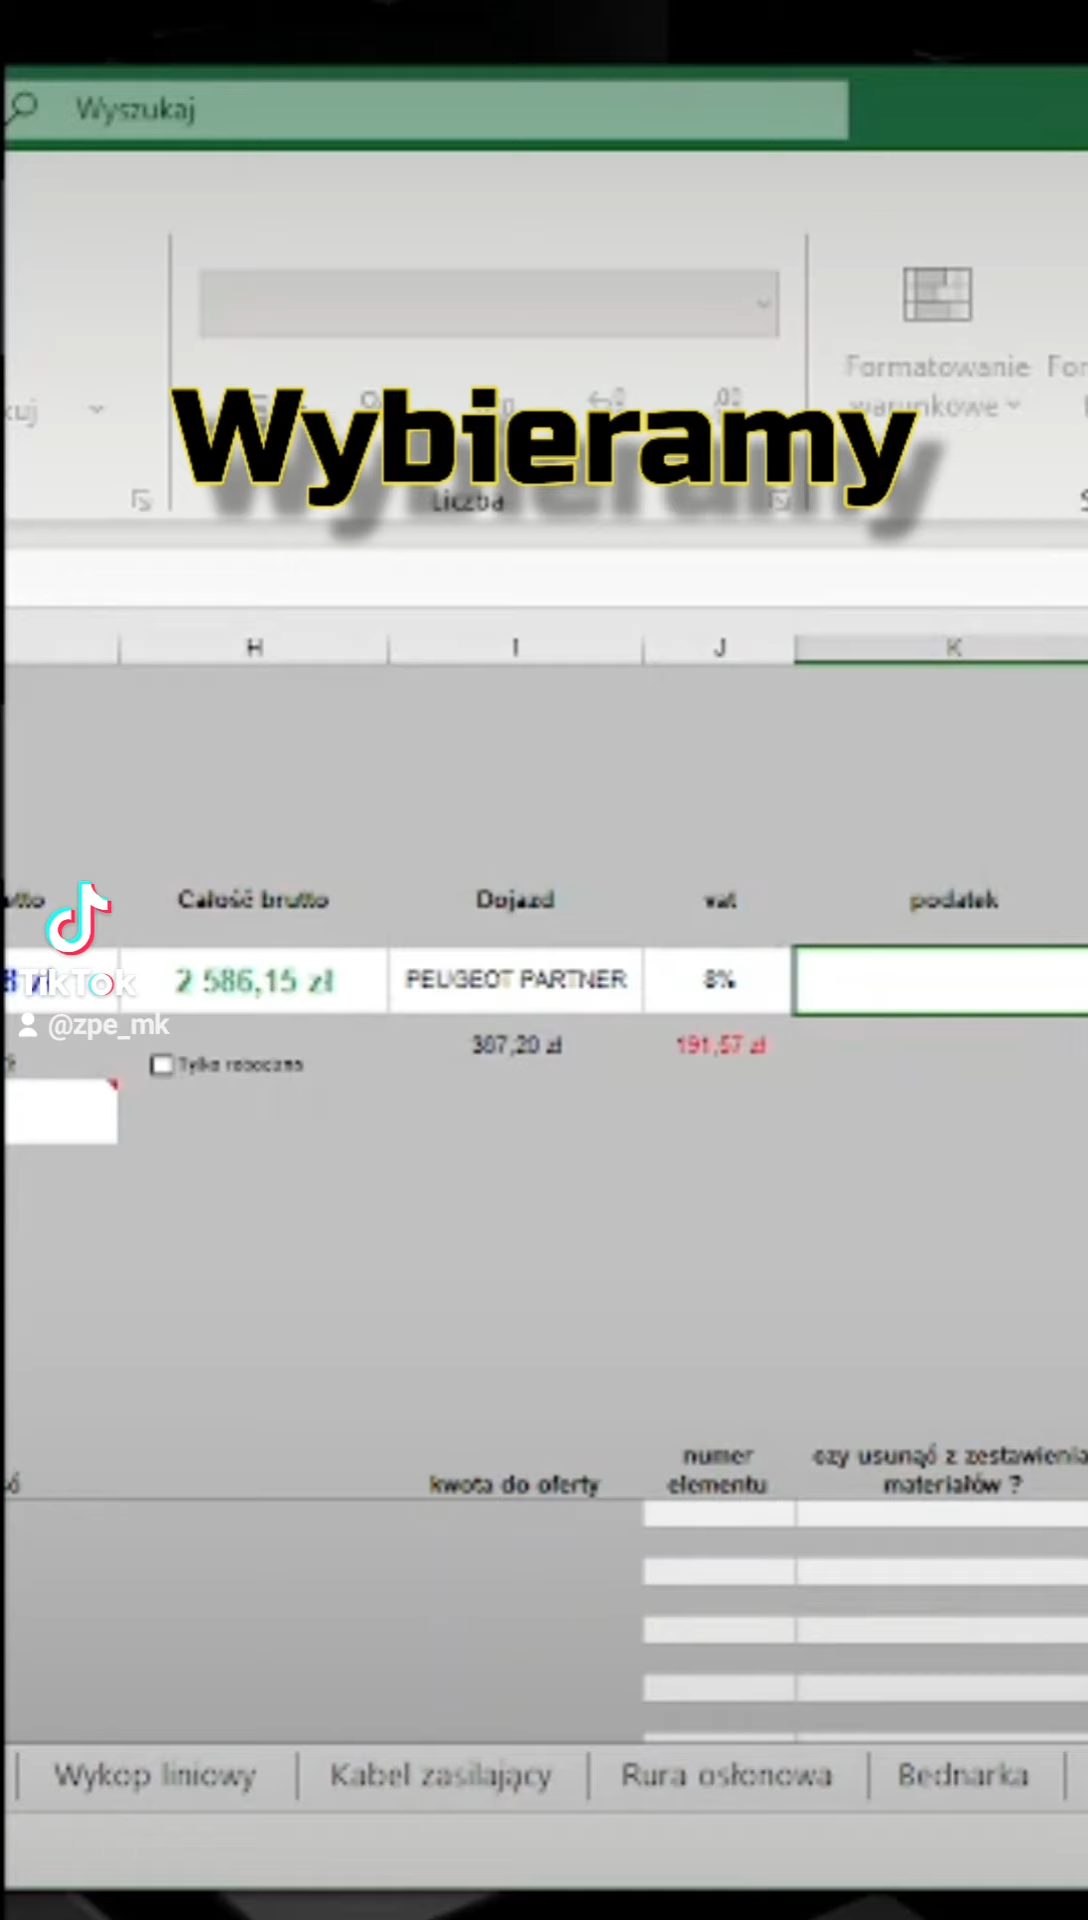 Wyszukaj
Formatowanie
warunkowe
Wybieramy
Liczba
H I J K
Całość brutto Dojazd vat podatek
2 586,15 zł PEUGEOT PARTNER 8%
TikTok
@zpe_mk
307,20 zł 191,57 zł
Tylko robocizna
numer czy usunąć z zestawienia
kwota do oferty elementu materiałów ?
Wykop liniowy Kabel zasilający Rura osłonowa Bednarka